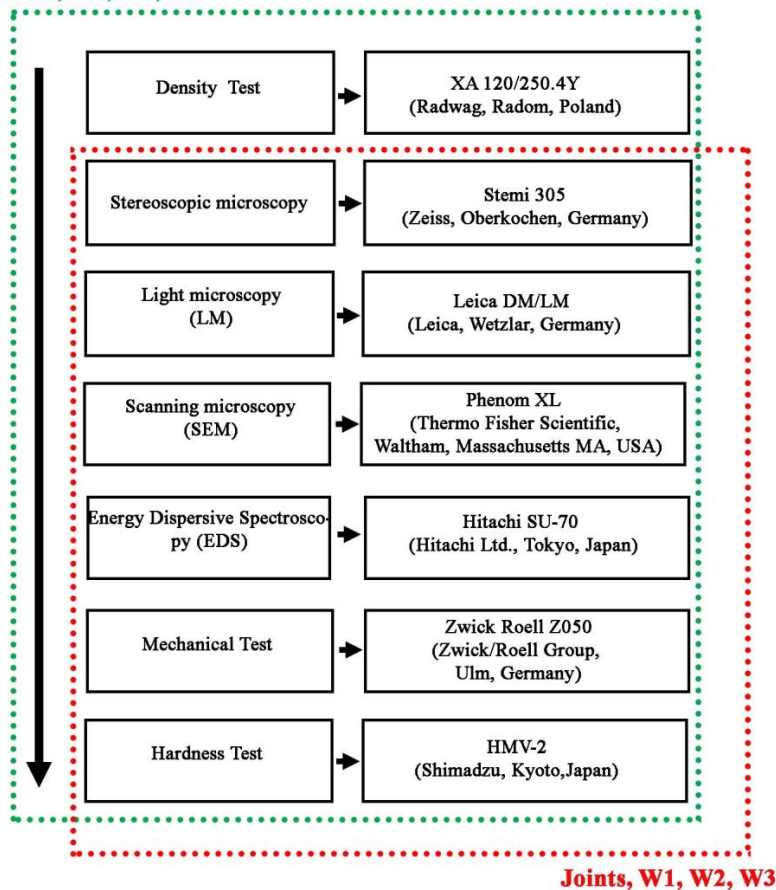 Density Test
XA 120/250.4Y
(Radwag, Radom, Poland)
Stereoscopic microscopy
Stemi 305
(Zeiss, Oberkochen, Germany)
Light microscopy
(LM)
Leica DM/LM
(Leica, Wetzlar, Germany)
Scanning microscopy
(SEM)
Phenom XL
(Thermo Fisher Scientific,
Waltham, Massachusetts MA, USA)
Energy Dispersive Spectrosco-
py (EDS)
Hitachi SU-70
(Hitachi Ltd., Tokyo, Japan)
Mechanical Test
Zwick Roell Z050
(Zwick/Roell Group,
Ulm, Germany)
Hardness Test
HMV-2
(Shimadzu, Kyoto,Japan)
Joints, W1, W2, W3